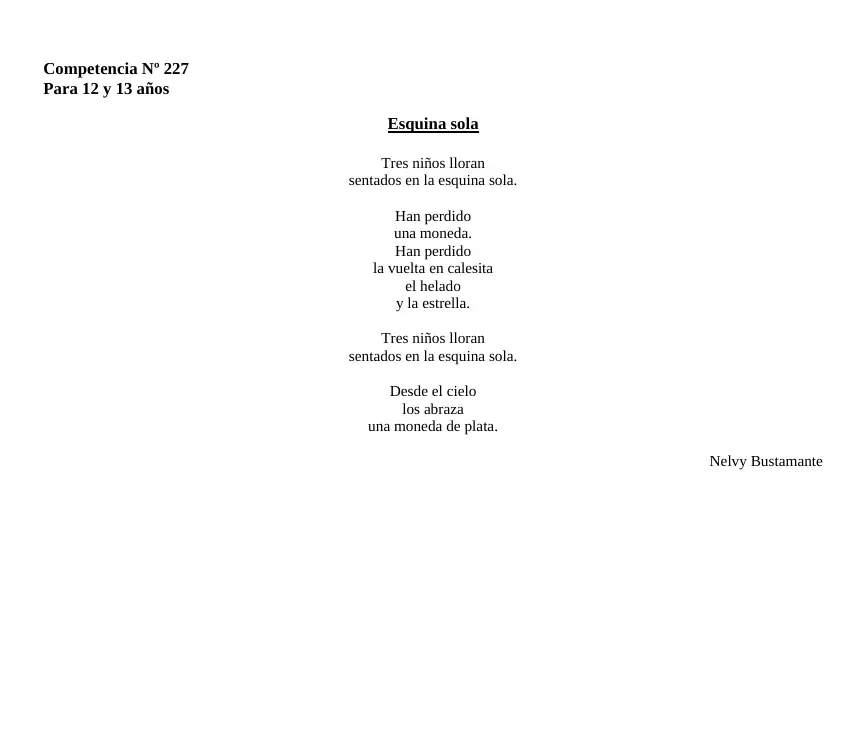 Competencia Nº 227
Para 12 y 13 años
Esquina sola
Tres niños lloran
sentados en la esquina sola.
Han perdido
una moneda.
Han perdido
la vuelta en calesita
el helado
y la estrella.
Tres niños lloran
sentados en la esquina sola.
Desde el cielo
los abraza
una moneda de plata.
Nelvy Bustamante